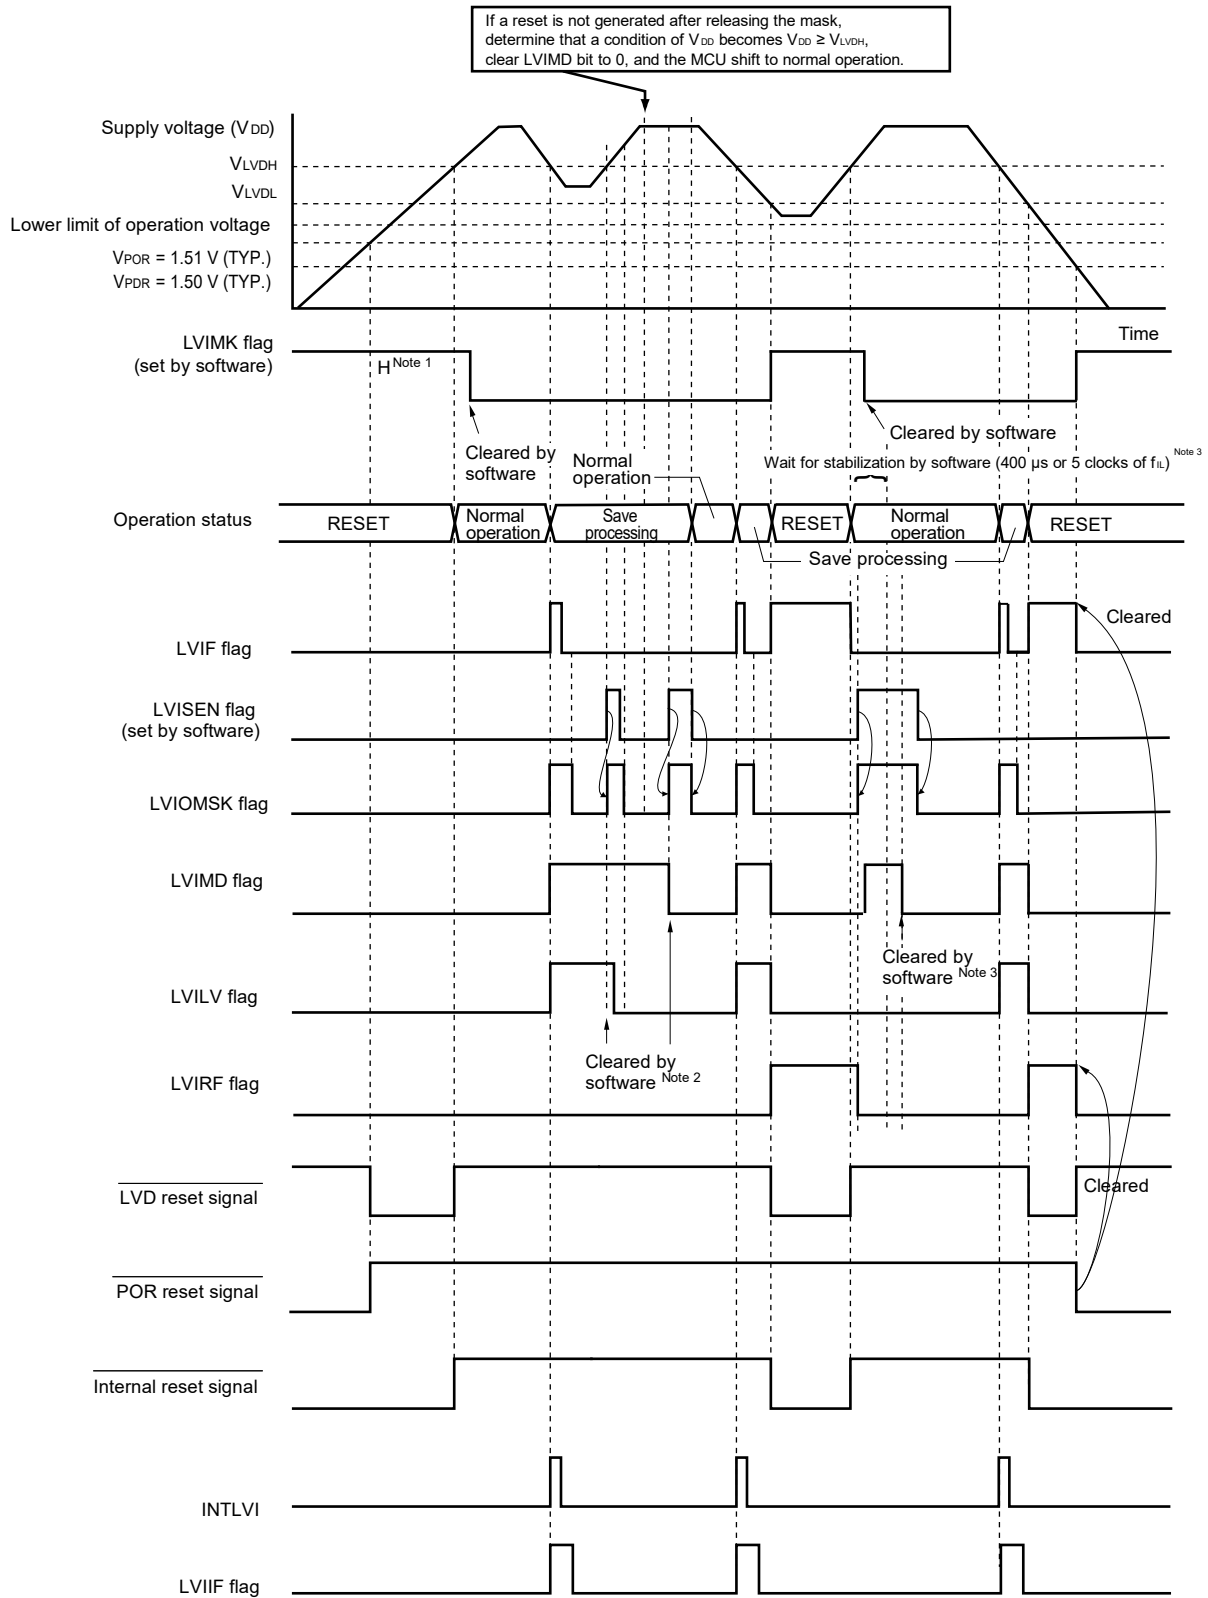 If a reset is not generated after releasing the mask,
determine that a condition of VDD becomes VDD ≥ VLVDH,
clear LVIMD bit to 0, and the MCU shift to normal operation.
Supply voltage (VDD)
VLVDH
VLVDL
Lower limit of operation voltage
VPOR = 1.51 V (TYP.)
VPDR = 1.50 V (TYP.)
Time
LVIMK flag
(set by software)
H Note 1
Cleared by
software
Cleared by software
Normal
operation
Wait for stabilization by software (400 µs or 5 clocks of fIL) Note 3
Operation status
RESET
Normal
operation
Save
processing
RESET
Normal
operation
RESET
Save processing
LVIF flag
Cleared
LVISEN flag
(set by software)
LVIOMSK flag
LVIMD flag
Cleared by
software Note 3
LVILV flag
Cleared by
software Note 2
LVIRF flag
LVD reset signal
Cleared
POR reset signal
Internal reset signal
INTLVI
LVIIF flag